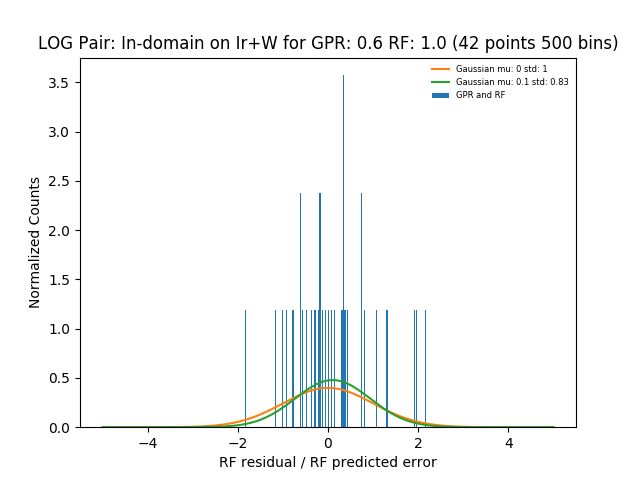 LOG Pair: In-domain on Ir+W for GPR: 0.6 RF: 1.0 (42 points 500 bins)
Gaussian mu: 0 std: 1
Gaussian mu: 0.1 std: 0.83
GPR and RF
Normalized Counts
3.5
3.0
2.5
2.0
1.5
1.0
0.5
0.0
−4 −2 0 2 4
RF residual / RF predicted error